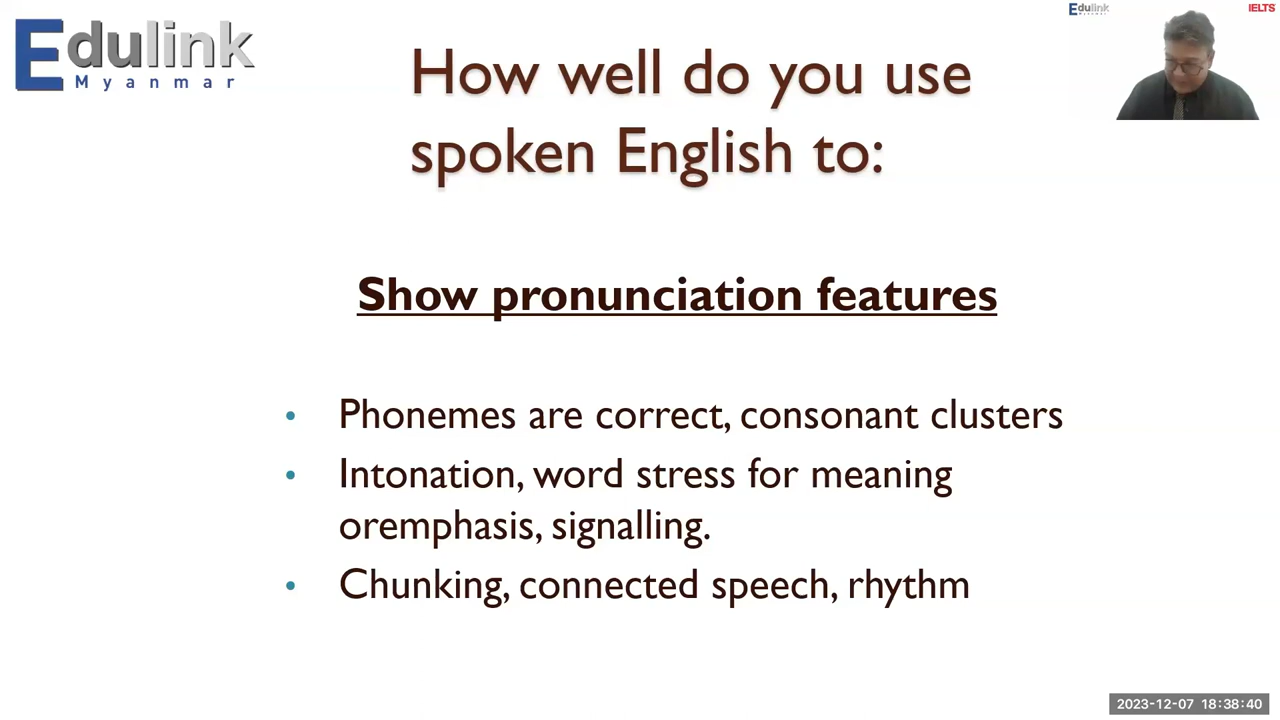 Edulink
Myanmar
Edulink
Myanmar
IELTS
How well do you use
spoken English to:
Show pronunciation features
• Phonemes are correct, consonant clusters
• Intonation, word stress for meaning
oremphasis, signalling.
• Chunking, connected speech, rhythm
2023-12-07 18:38:40